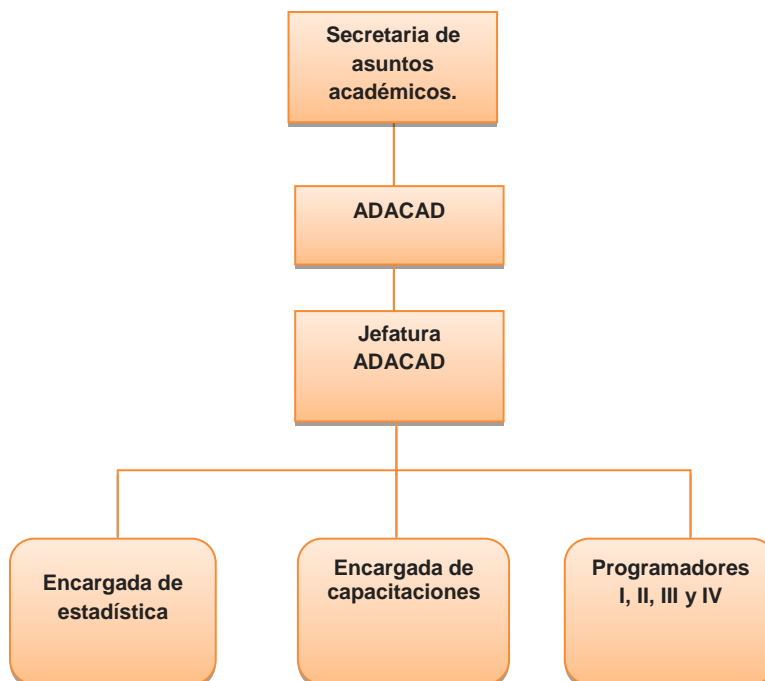 Secretaria de
asuntos
académicos.
ADACAD
Jefatura
ADACAD
Encargada de
estadística
Encargada de
capacitaciones
Programadores
I, II, III y IV